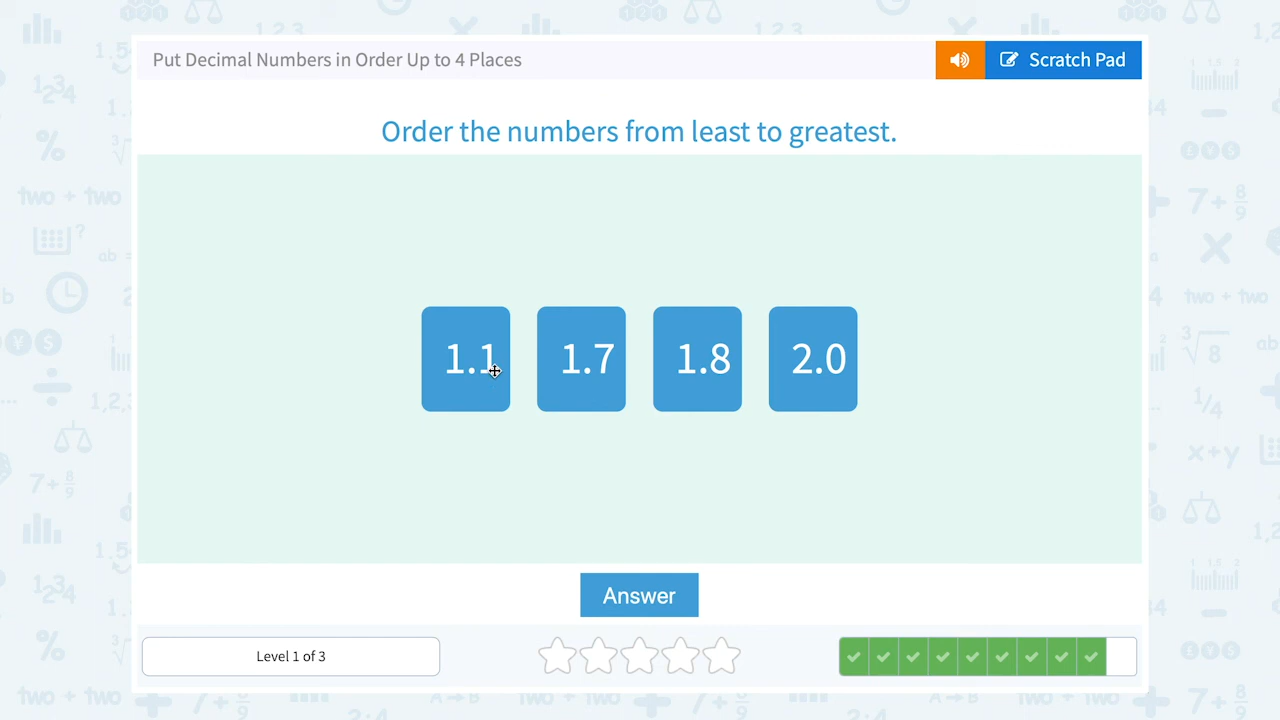 Put Decimal Numbers in Order Up to 4 Places
Scratch Pad
Order the numbers from least to greatest.
1.1 1.7 1.8 2.0
Answer
Level 1 of 3